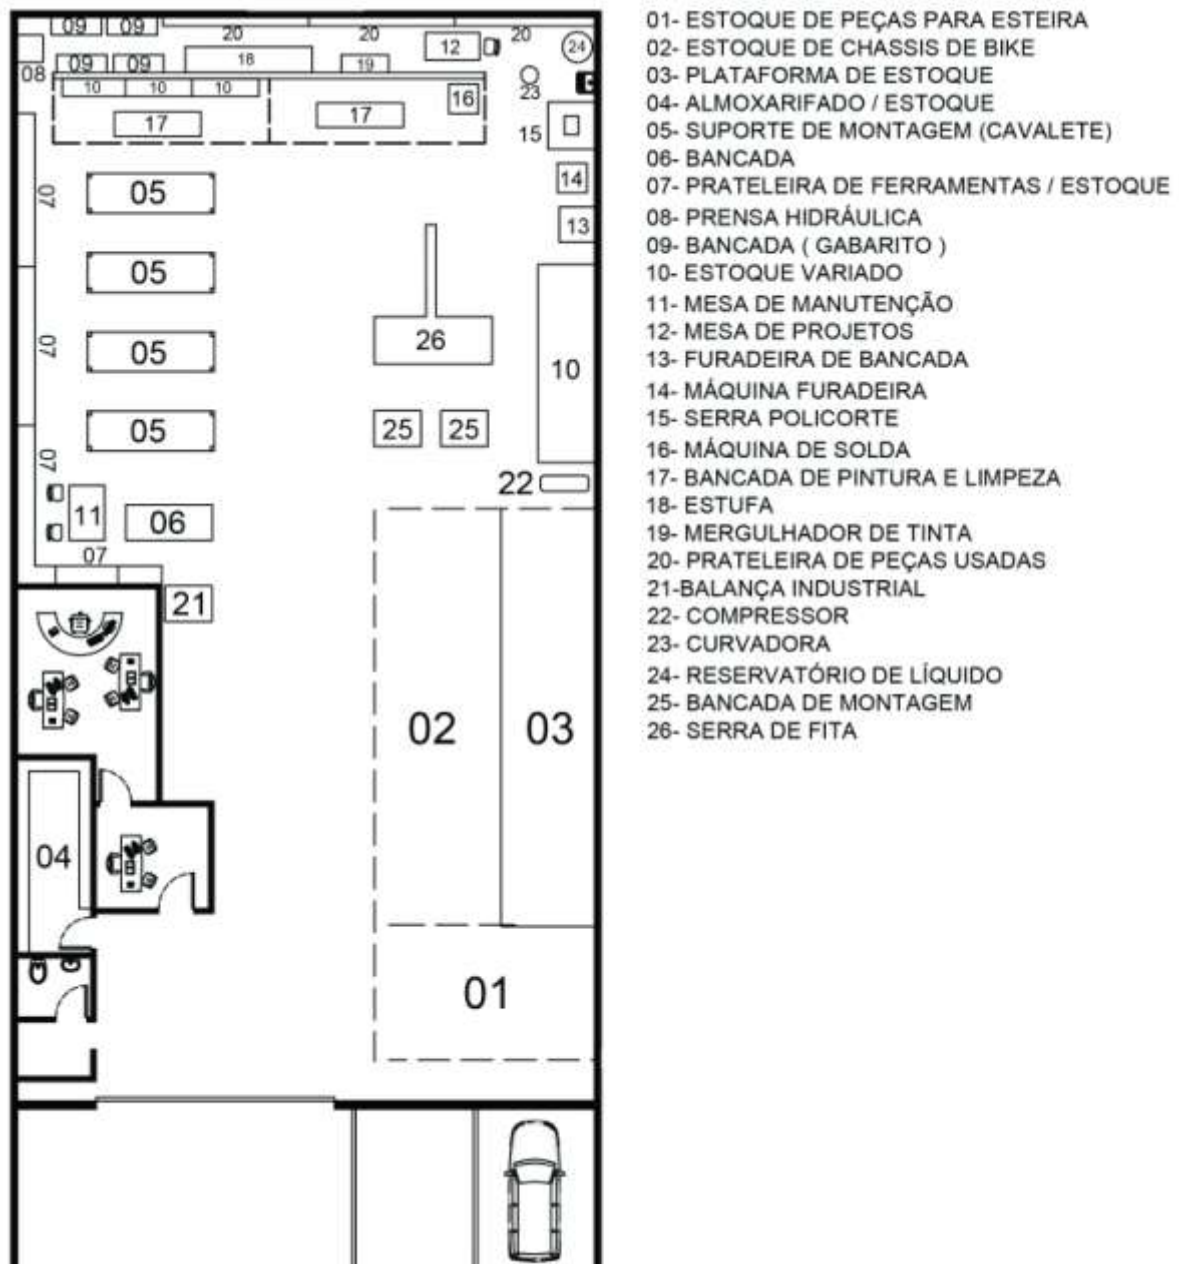 09 09
20 20 20
12
24
08
09 09
18
19
23
10 10 10
16
17
17
15
05
14
07
13
05
26
10
05
07
05
25 25
07
22
11
06
07
21
02
03
04
01
01- ESTOQUE DE PEÇAS PARA ESTEIRA
02- ESTOQUE DE CHASSIS DE BIKE
03- PLATAFORMA DE ESTOQUE
04- ALMOXARIFADO / ESTOQUE
05- SUPORTE DE MONTAGEM (CAVALETE)
06- BANCADA
07- PRATELEIRA DE FERRAMENTAS / ESTOQUE
08- PRENSA HIDRÁULICA
09- BANCADA ( GABARITO )
10- ESTOQUE VARIADO
11- MESA DE MANUTENÇÃO
12- MESA DE PROJETOS
13- FURADEIRA DE BANCADA
14- MÁQUINA FURADEIRA
15- SERRA POLICORTE
16- MÁQUINA DE SOLDA
17- BANCADA DE PINTURA E LIMPEZA
18- ESTUFA
19- MERGULHADOR DE TINTA
20- PRATELEIRA DE PEÇAS USADAS
21-BALANÇA INDUSTRIAL
22- COMPRESSOR
23- CURVADORA
24- RESERVATÓRIO DE LÍQUIDO
25- BANCADA DE MONTAGEM
26- SERRA DE FITA